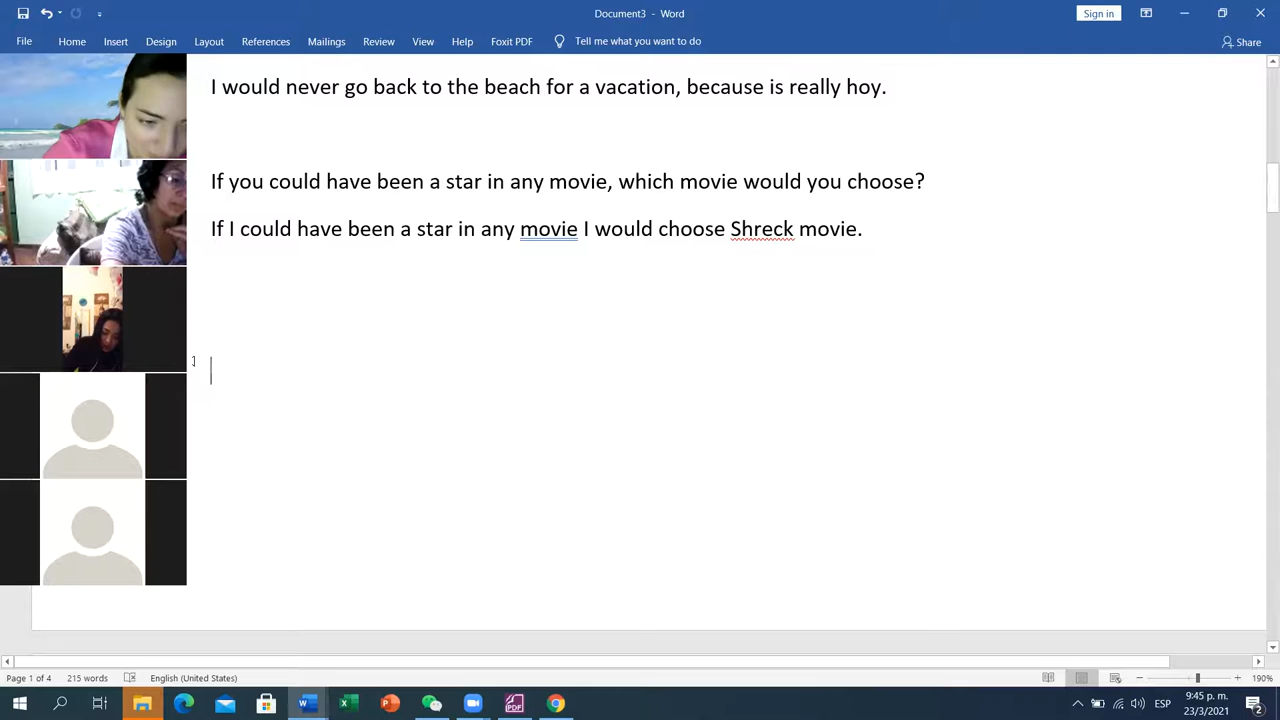 Document3 - Word
Sign in
File Home Insert Design Layout References Mailings Review View Help Foxit PDF Tell me what you want to do Share
I would never go back to the beach for a vacation, because is really hoy.
If you could have been a star in any movie, which movie would you choose?
If I could have been a star in any movie I would choose Shreck movie.
Page 1 of 4 215 words English (United States) 190%
ESP 9:45 p. m.
23/3/2021 2